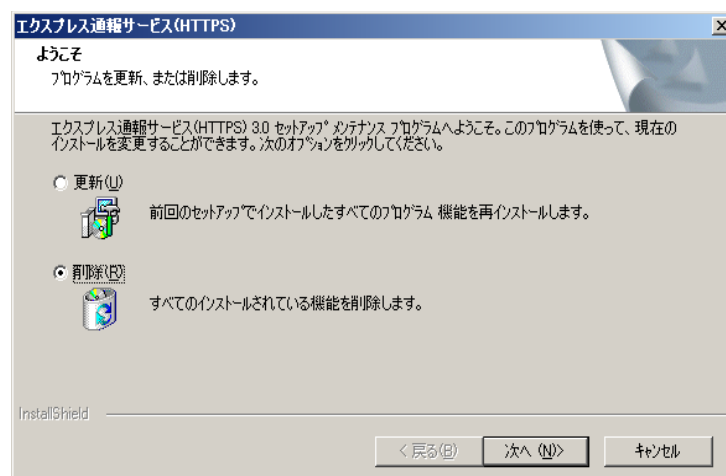 エクスプレス通報サービス(HTTPS)
ようこそ
プログラムを更新、または削除します。
エクスプレス通報サービス(HTTPS) 3.0 セットアップ メンテナンス プログラムへようこそ。このプログラムを使って、現在の
インストールを変更することができます。次のオプションをクリックしてください。
更新(U)
前回のセットアップでインストールしたすべてのプログラム 機能を再インストールします。
削除(R)
すべてのインストールされている機能を削除します。
InstallShield
< 戻る(B)
次へ (N)>
キャンセル